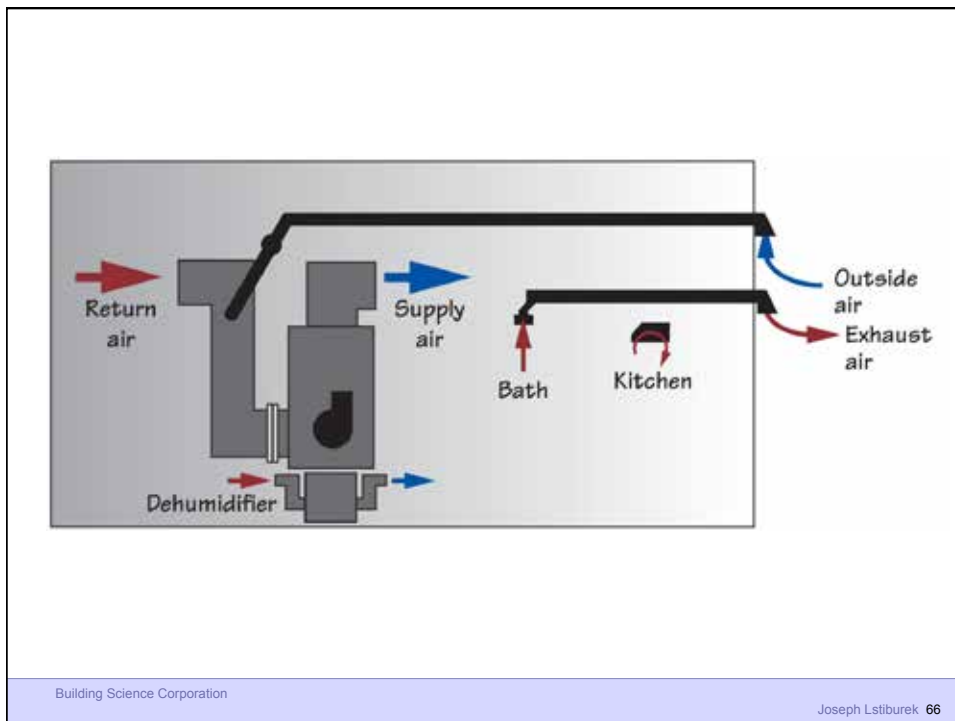 Return
air
Supply
air
Outside
air
Exhaust
air
Bath
Kitchen
Dehumidifier
Building Science Corporation
Joseph Lstiburek 66